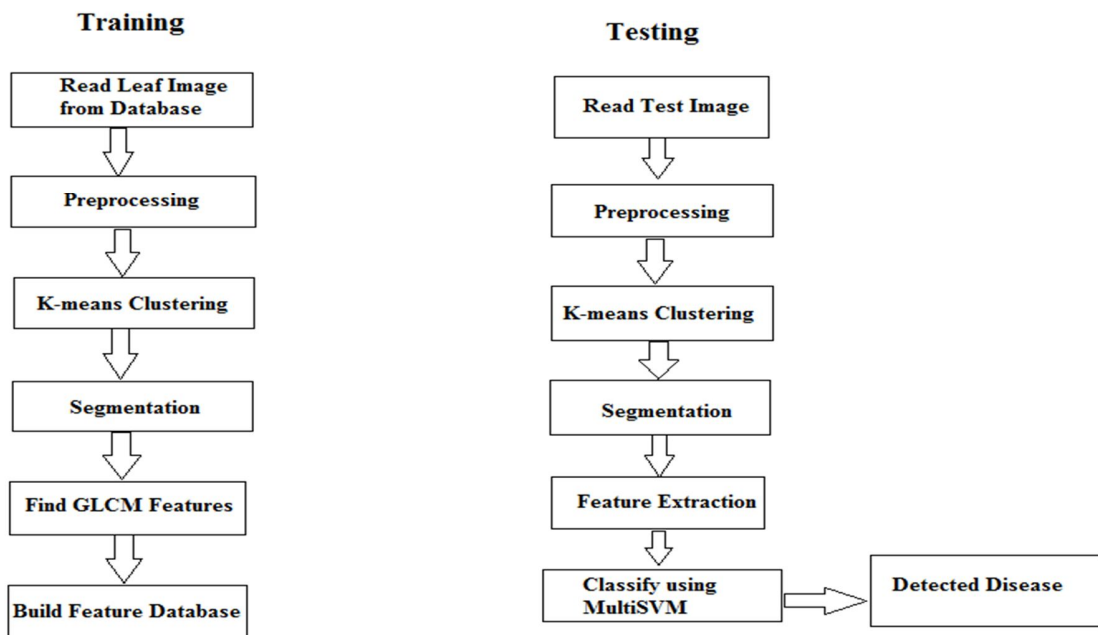 Training
Read Leaf Image
from Database
Preprocessing
K-means Clustering
Segmentation
Find GLCM Features
Build Feature Database
Testing
Read Test Image
Preprocessing
K-means Clustering
Segmentation
Feature Extraction
Classify using
MultiSVM
Detected Disease